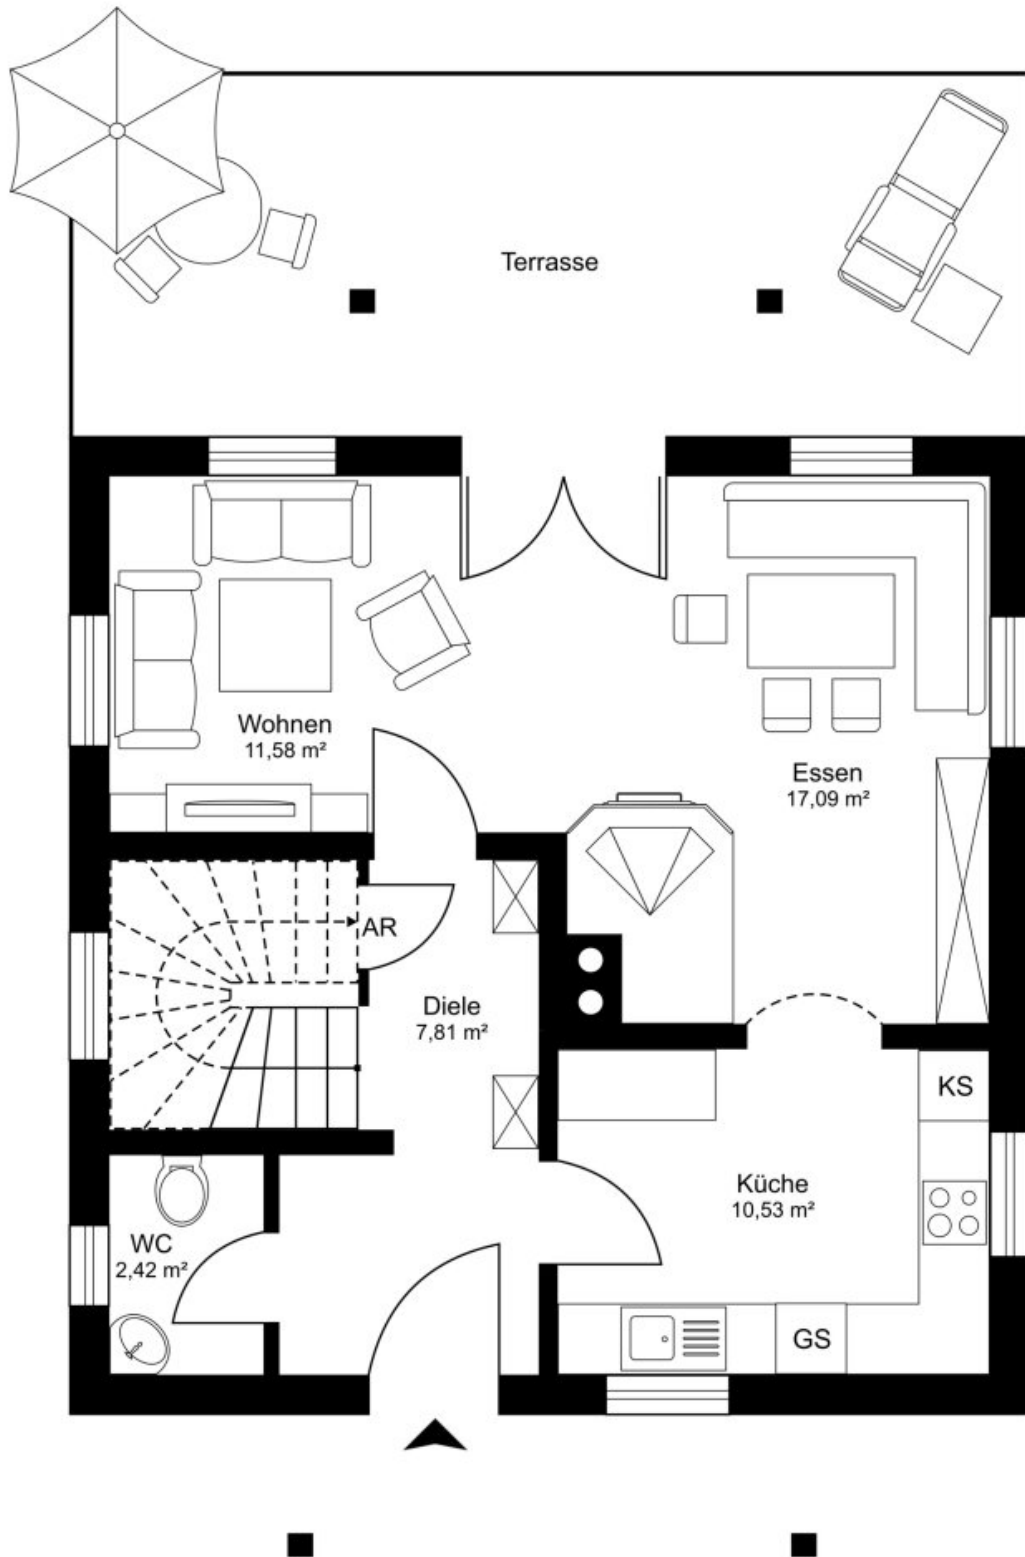 Terrasse
Wohnen
11,58 m²
Essen
17,09 m²
AR
Diele
7,81 m²
KS
Küche
10,53 m²
WC
2,42 m²
GS